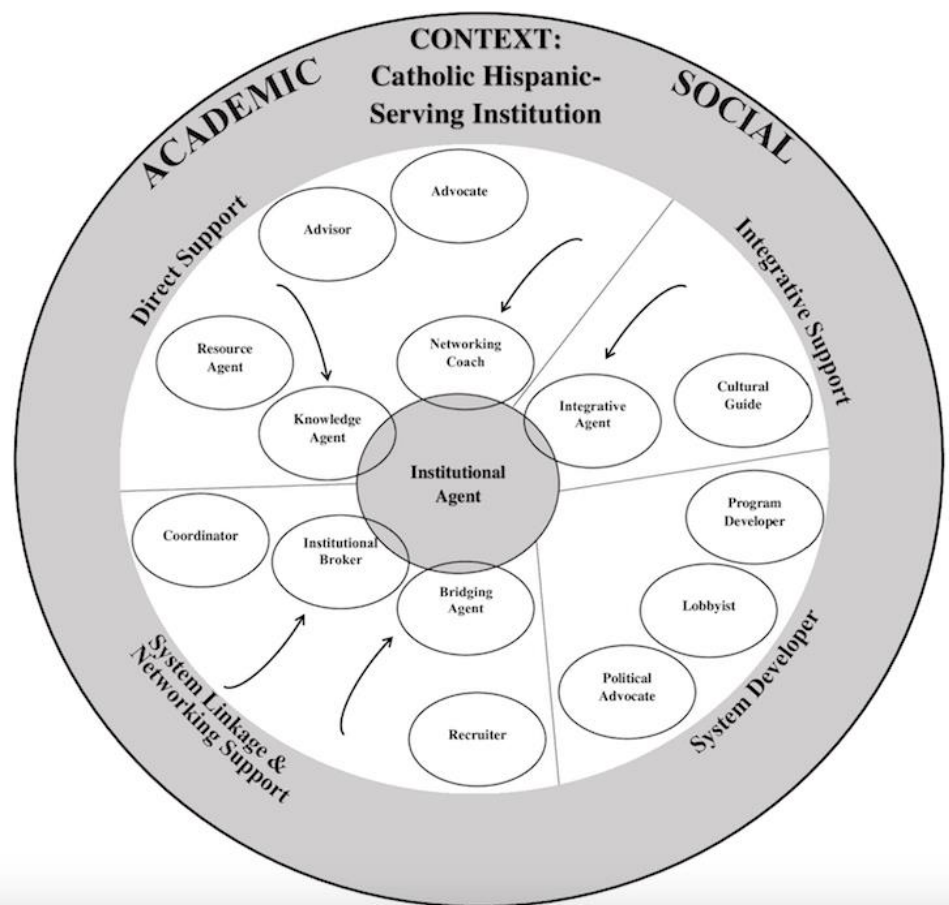 CONTEXT:
Catholic Hispanic-
Serving Institution
ACADEMIC
SOCIAL
Direct Support
Advocate
Advisor
Resource
Agent
Knowledge
Agent
Networking
Coach
Integrative Support
Integrative
Agent
Cultural
Guide
Institutional
Agent
Coordinator
Institutional
Broker
Bridging
Agent
Recruiter
System Linkage &
Networking Support
Program
Developer
Lobbyist
Political
Advocate
System Developer